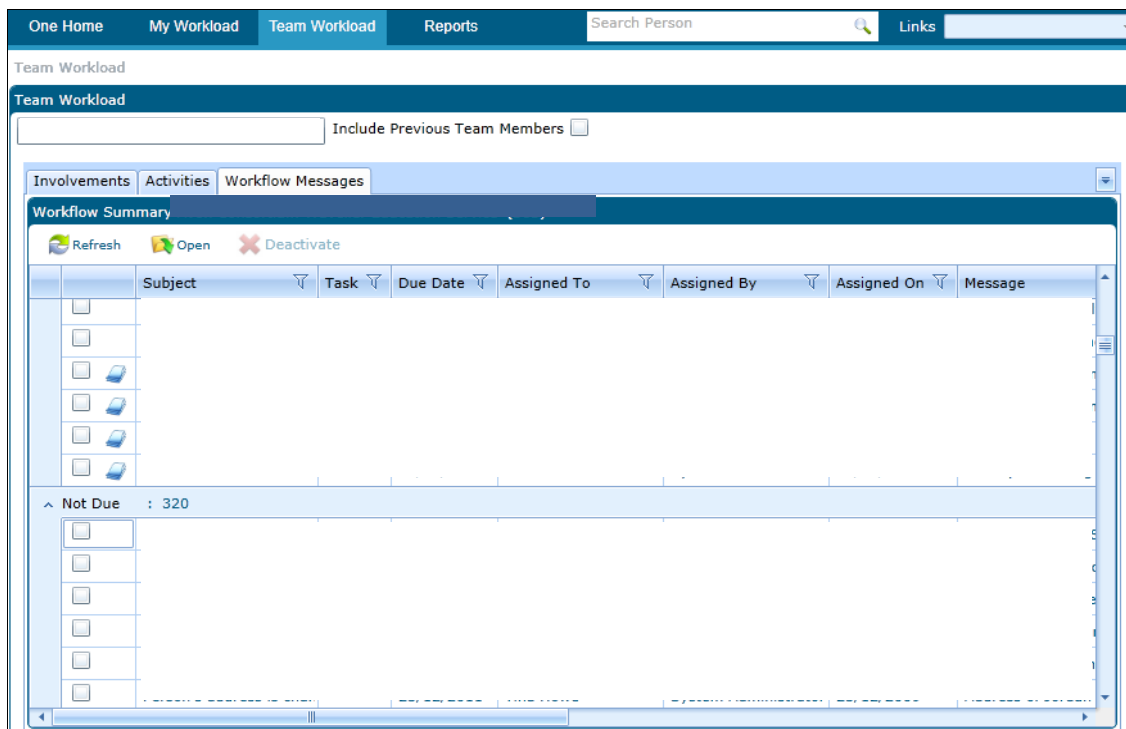 One Home My Workload Team Workload Reports Search Person Links
Team Workload
Team Workload
Include Previous Team Members
Involvements Activities Workflow Messages
Workflow Summary
Refresh Open Deactivate
Subject Task Due Date Assigned To Assigned By Assigned On Message
Not Due : 320